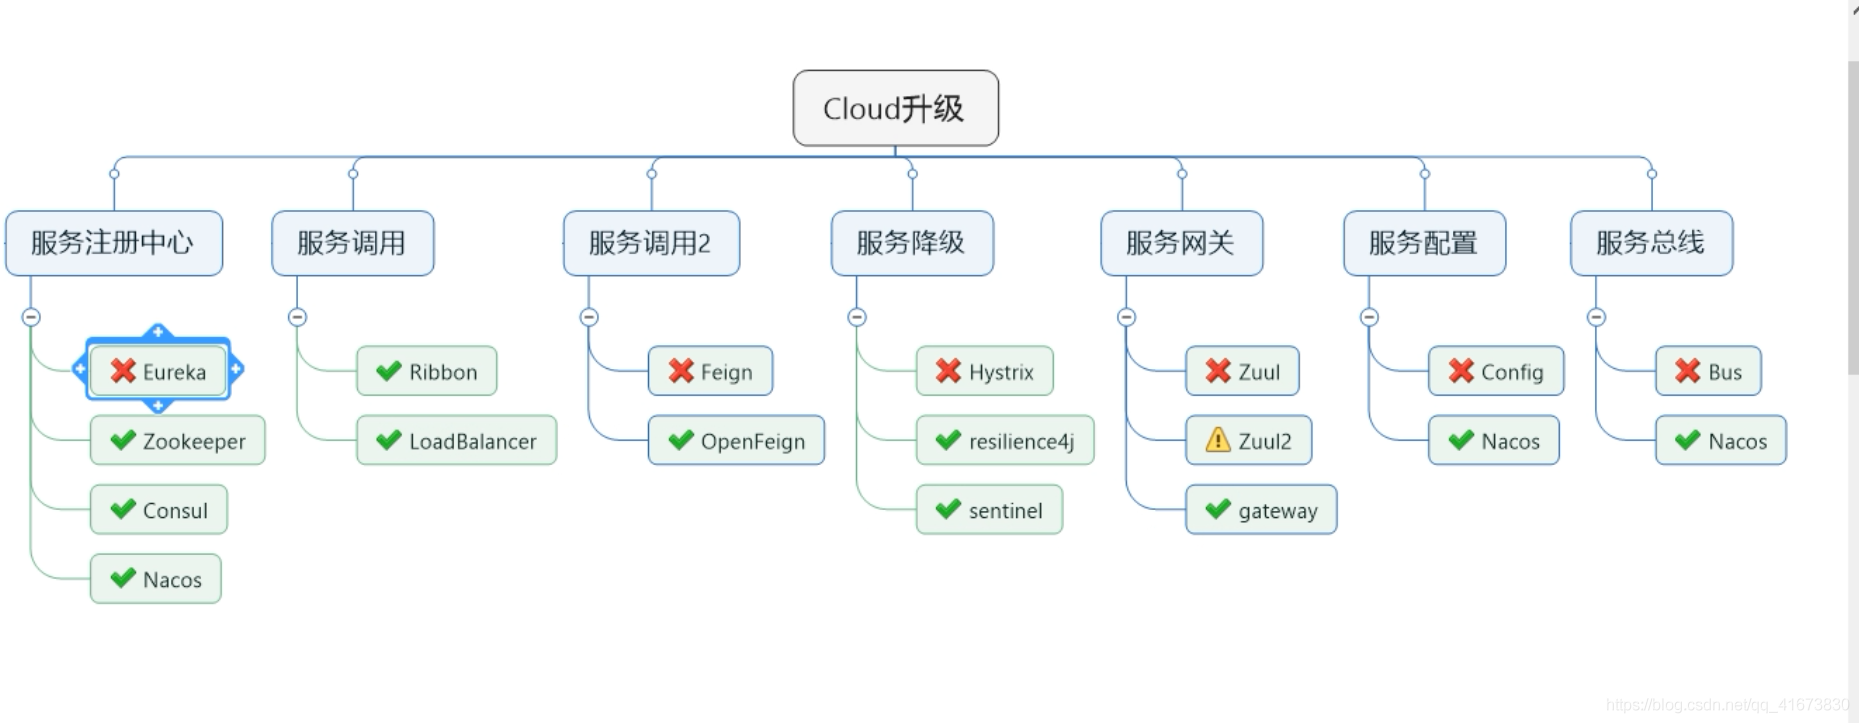 Cloud升级
服务注册中心
服务调用
服务调用2
服务降级
服务网关
服务配置
服务总线
Eureka
Ribbon
Feign
Hystrix
Zuul
Config
Bus
Zookeeper
LoadBalancer
OpenFeign
resilience4j
Zuul2
Nacos
Nacos
Consul
sentinel
gateway
Nacos
https://blog.csdn.net/qq_41673830